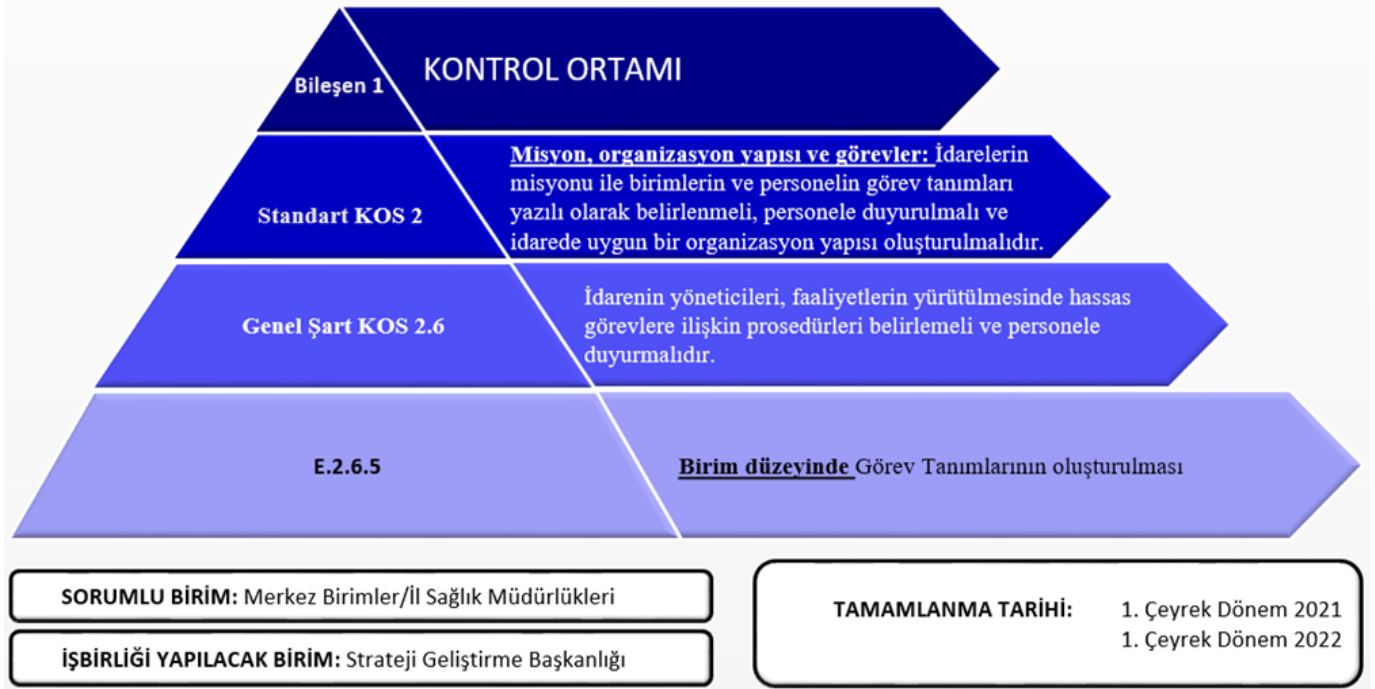 Bileşen 1
KONTROL ORTAMI
Standart KOS 2
Misyon, organizasyon yapısı ve görevler: İdarelerin
misyonu ile birimlerin ve personelin görev tanımları
yazılı olarak belirlenmeli, personele duyurulmalı ve
idarede uygun bir organizasyon yapısı oluşturulmalıdır.
Genel Şart KOS 2.6
İdarenin yöneticileri, faaliyetlerin yürütülmesinde hassas
görevlere ilişkin prosedürleri belirlemeli ve personele
duyurmalıdır.
E.2.6.5
Birim düzeyinde Görev Tanımlarının oluşturulması
SORUMLU BİRİM: Merkez Birimler/İl Sağlık Müdürlükleri
İŞBİRLİĞİ YAPILACAK BİRİM: Strateji Geliştirme Başkanlığı
TAMAMLANMA TARİHİ: 1. Çeyrek Dönem 2021
1. Çeyrek Dönem 2022